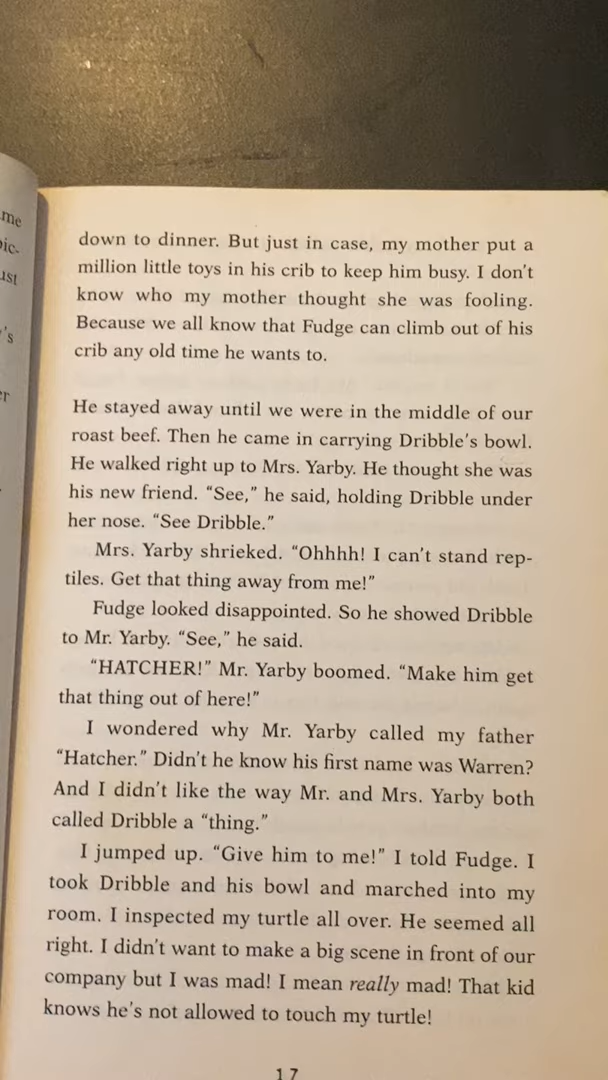 me
ic-
ust
's
er
down to dinner. But just in case, my mother put a
million little toys in his crib to keep him busy. I don't
know who my mother thought she was fooling.
Because we all know that Fudge can climb out of his
crib any old time he wants to.
He stayed away until we were in the middle of our
roast beef. Then he came in carrying Dribble's bowl.
He walked right up to Mrs. Yarby. He thought she was
his new friend. “See,” he said, holding Dribble under
her nose. “See Dribble.”
Mrs. Yarby shrieked. “Ohhhh! I can't stand rep-
tiles. Get that thing away from me!”
Fudge looked disappointed. So he showed Dribble
to Mr. Yarby. “See,” he said.
“HATCHER!” Mr. Yarby boomed. “Make him get
that thing out of here!”
I wondered why Mr. Yarby called my father
“Hatcher.” Didn't he know his first name was Warren?
And I didn't like the way Mr. and Mrs. Yarby both
called Dribble a “thing.”
I jumped up. “Give him to me!” I told Fudge. I
took Dribble and his bowl and marched into my
room. I inspected my turtle all over. He seemed all
right. I didn't want to make a big scene in front of our
company but I was mad! I mean really mad! That kid
knows he's not allowed to touch my turtle!
17